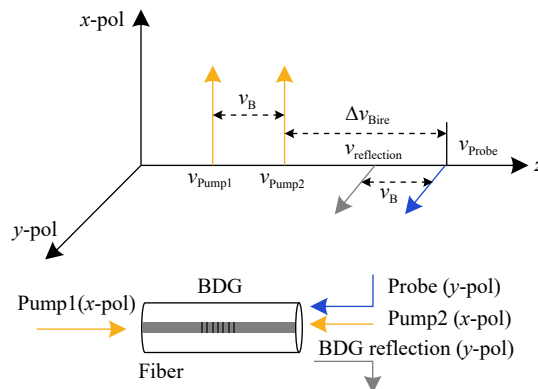 x-pol
ν_B
Δν_Bire
ν_reflection
ν_Probe
z
ν_Pump1
ν_Pump2
ν_B
y-pol
BDG
Probe (y-pol)
Pump1(x-pol)
Pump2 (x-pol)
BDG reflection (y-pol)
Fiber